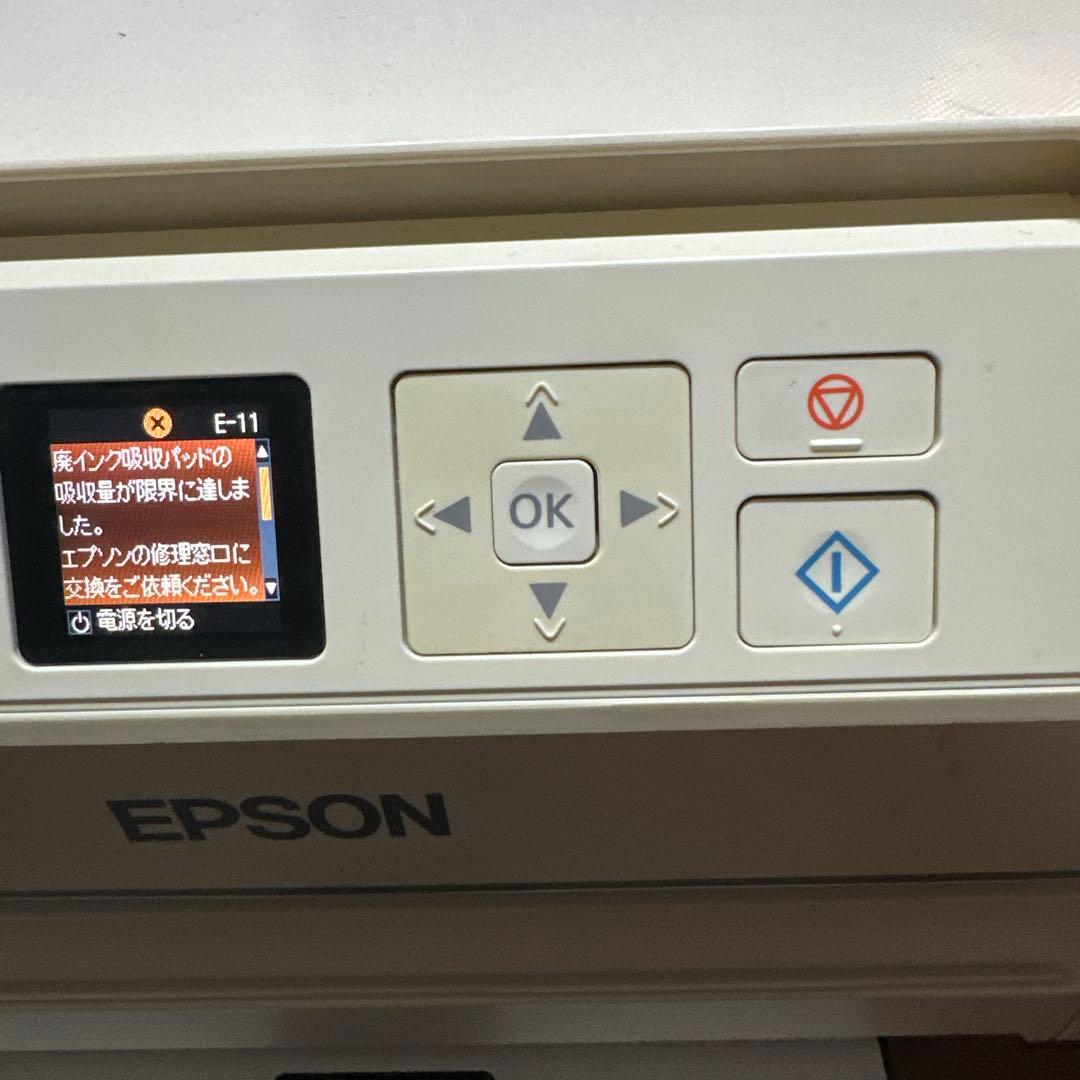 E-11
廃インク吸収パッドの
吸収量が限界に達しま
した。
エプソンの修理窓口に
交換をご依頼ください。
電源を切る
OK
EPSON